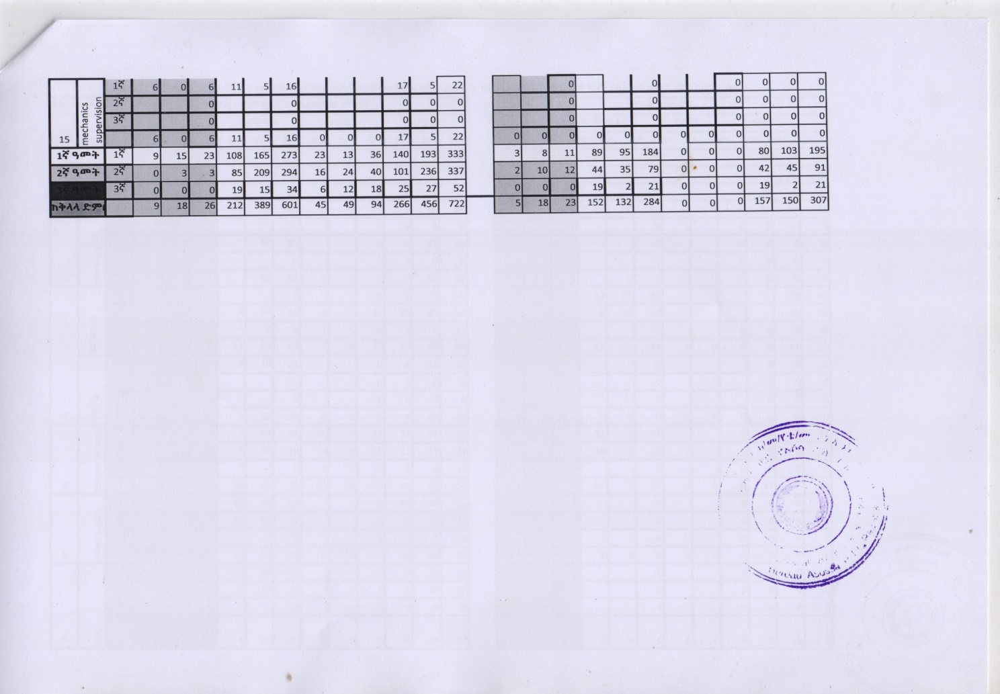 15 mechanics supervision 1ኛ 6 0 6 11 5 16 17 5 22 0 0 0 0 0 0
2ኛ 0 0 0 0 0 0 0 0 0 0 0
3ኛ 0 0 0 0 0 0 0 0 0 0 0
6 0 6 11 5 16 0 0 0 17 5 22 0 0 0 0 0 0 0 0 0 0 0 0
1ኛ ዓመት 1ኛ 9 15 23 108 165 273 23 13 36 140 193 333 3 8 11 89 95 184 0 0 0 80 103 195
2ኛ ዓመት 2ኛ 0 3 3 85 209 294 16 24 40 101 236 337 2 10 12 44 35 79 0 0 0 42 45 91
3ኛ ዓመት 3ኛ 0 0 0 19 15 34 6 12 18 25 27 52 0 0 0 19 2 21 0 0 0 19 2 21
ጠቅላላ ድምር 9 18 26 212 389 601 45 49 94 266 456 722 5 18 23 152 132 284 0 0 0 157 150 307
Asossa